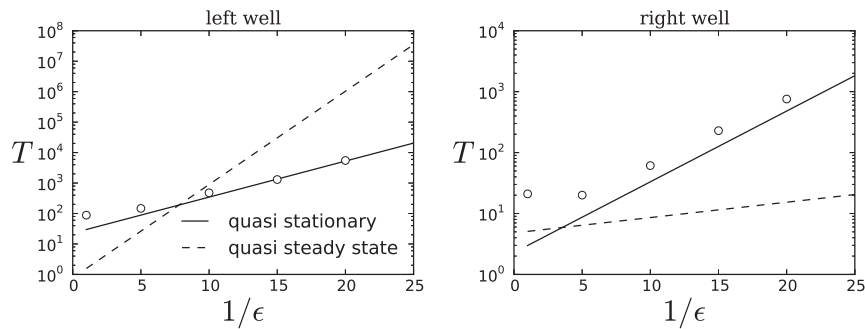 left well
10^8
10^7
10^6
10^5
10^4
10^3
10^2
10^1
10^0
T
0 5 10 15 20 25
1/ϵ
quasi stationary
quasi steady state
right well
10^4
10^3
10^2
10^1
10^0
T
0 5 10 15 20 25
1/ϵ